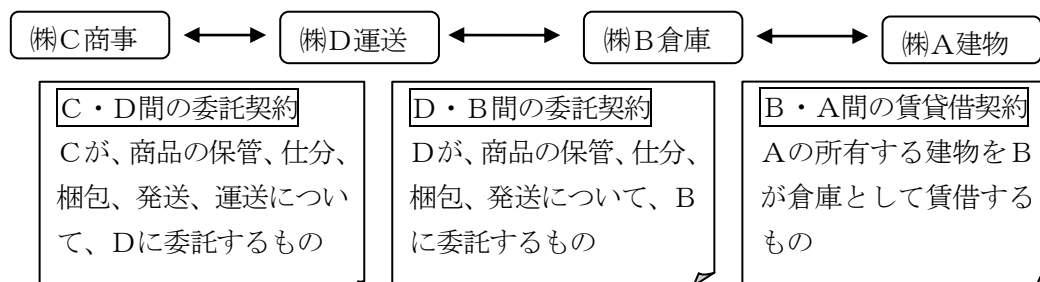 ㈱C商事
㈱D運送
㈱B倉庫
㈱A建物
C・D間の委託契約
Cが、商品の保管、仕分、
梱包、発送、運送につい
て、Dに委託するもの
D・B間の委託契約
Dが、商品の保管、仕分、
梱包、発送について、B
に委託するもの
B・A間の賃貸借契約
Aの所有する建物をB
が倉庫として賃借する
もの